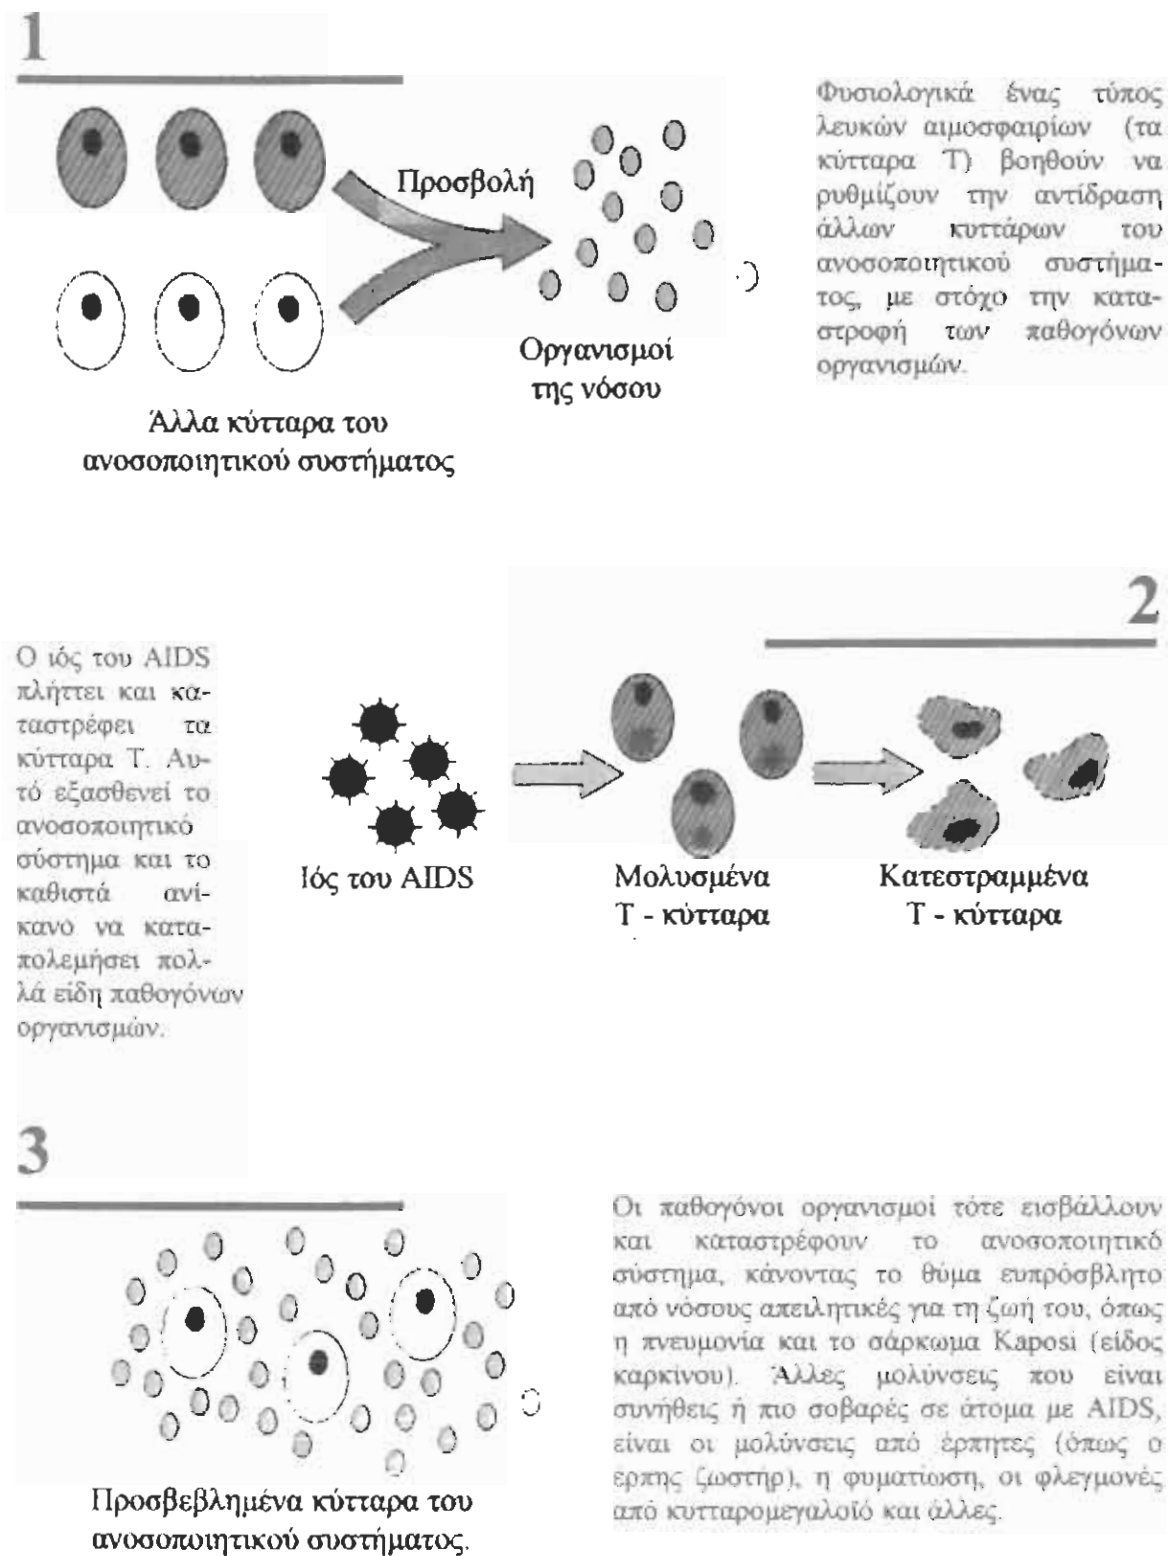 1
Προσβολή
Οργανισμοί
της νόσου
Άλλα κύτταρα του
ανοσοποιητικού συστήματος
Φυσιολογικά ένας τύπος
λευκών αιμοσφαιρίων (τα
κύτταρα Τ) βοηθούν να
ρυθμίζουν την αντίδραση
άλλων κυττάρων του
ανοσοποιητικού συστήμα-
τος, με στόχο την κατα-
στροφή των παθογόνων
οργανισμών.
2
Ο ιός του AIDS
πλήττει και κα-
ταστρέφει τα
κύτταρα Τ. Αυ-
τό εξασθενεί το
ανοσοποιητικό
σύστημα και το
καθιστά ανί-
κανο να κατα-
πολεμήσει πολ-
λά είδη παθογόνων
οργανισμών.
Ιός του AIDS
Μολυσμένα
Τ - κύτταρα
Κατεστραμμένα
Τ - κύτταρα
3
Προσβεβλημένα κύτταρα του
ανοσοποιητικού συστήματος.
Οι παθογόνοι οργανισμοί τότε εισβάλλουν
και καταστρέφουν το ανοσοποιητικό
σύστημα, κάνοντας το θύμα ευπρόσβλητο
από νόσους απειλητικές για τη ζωή του, όπως
η πνευμονία και το σάρκωμα Kaposi (είδος
καρκίνου). Άλλες μολύνσεις που είναι
συνήθεις ή πιο σοβαρές σε άτομα με AIDS,
είναι οι μολύνσεις από έρπητες (όπως ο
έρπης ζωστήρ), η φυματίωση, οι φλεγμονές
από κυτταρομεγαλοϊό και άλλες.